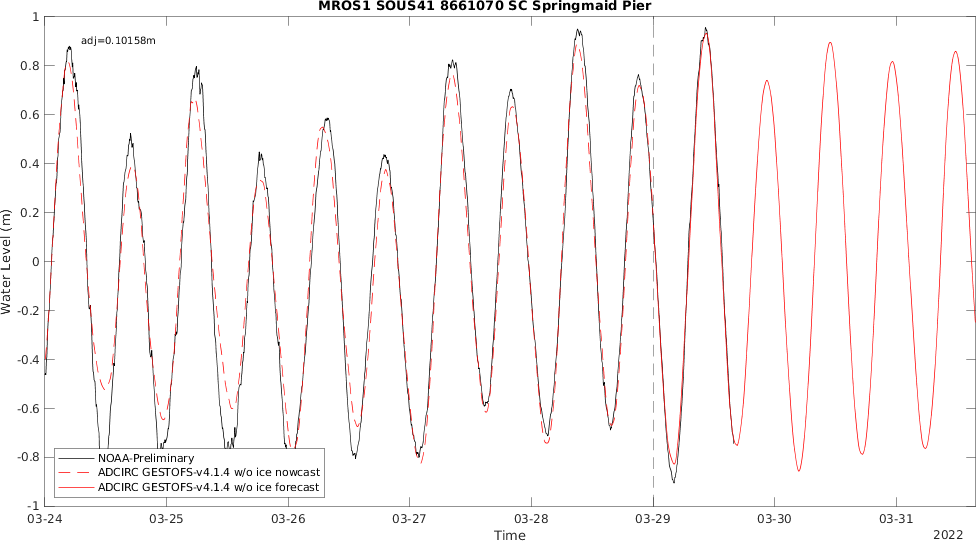 MROS1 SOUS41 8661070 SC Springmaid Pier
adj=0.10158m
1
0.8
0.6
0.4
0.2
0
-0.2
-0.4
-0.6
-0.8
-1
Water Level (m)
NOAA-Preliminary
ADCIRC GESTOFS-v4.1.4 w/o ice nowcast
ADCIRC GESTOFS-v4.1.4 w/o ice forecast
03-24 03-25 03-26 03-27 03-28 03-29 03-30 03-31
Time
2022